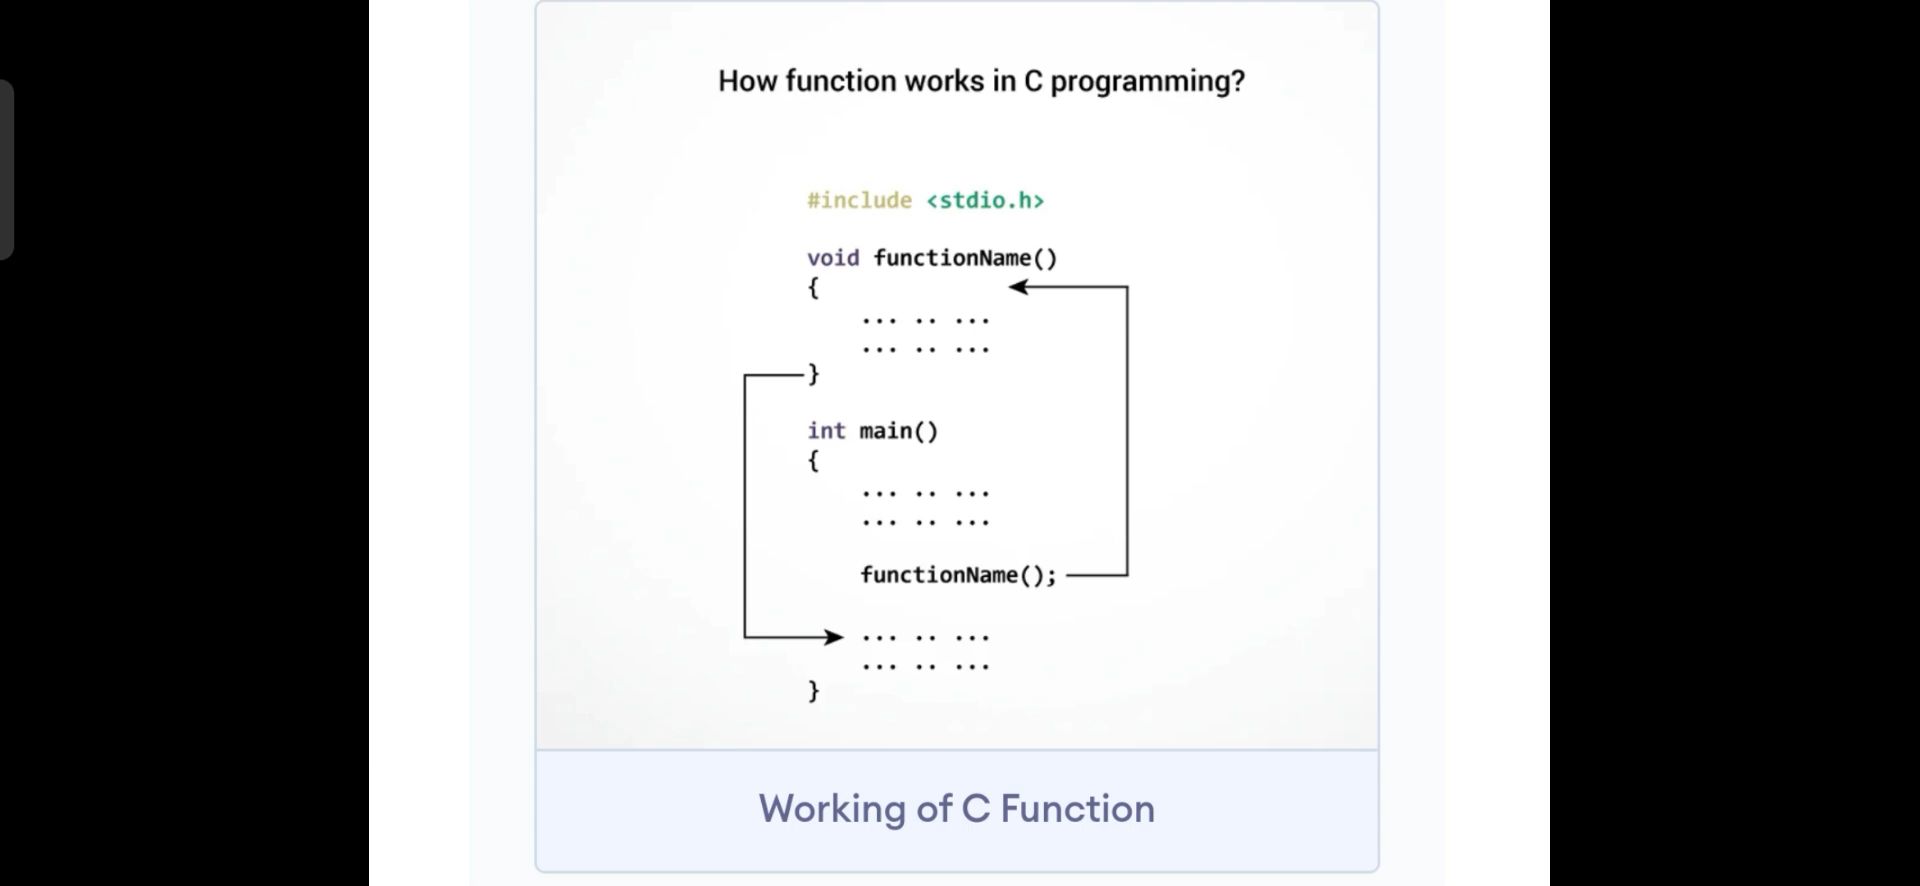 How function works in C programming?
#include <stdio.h>
void functionName()
{
... .. ...
... .. ...
}
int main()
{
... .. ...
... .. ...
functionName();
... .. ...
... .. ...
}
Working of C Function